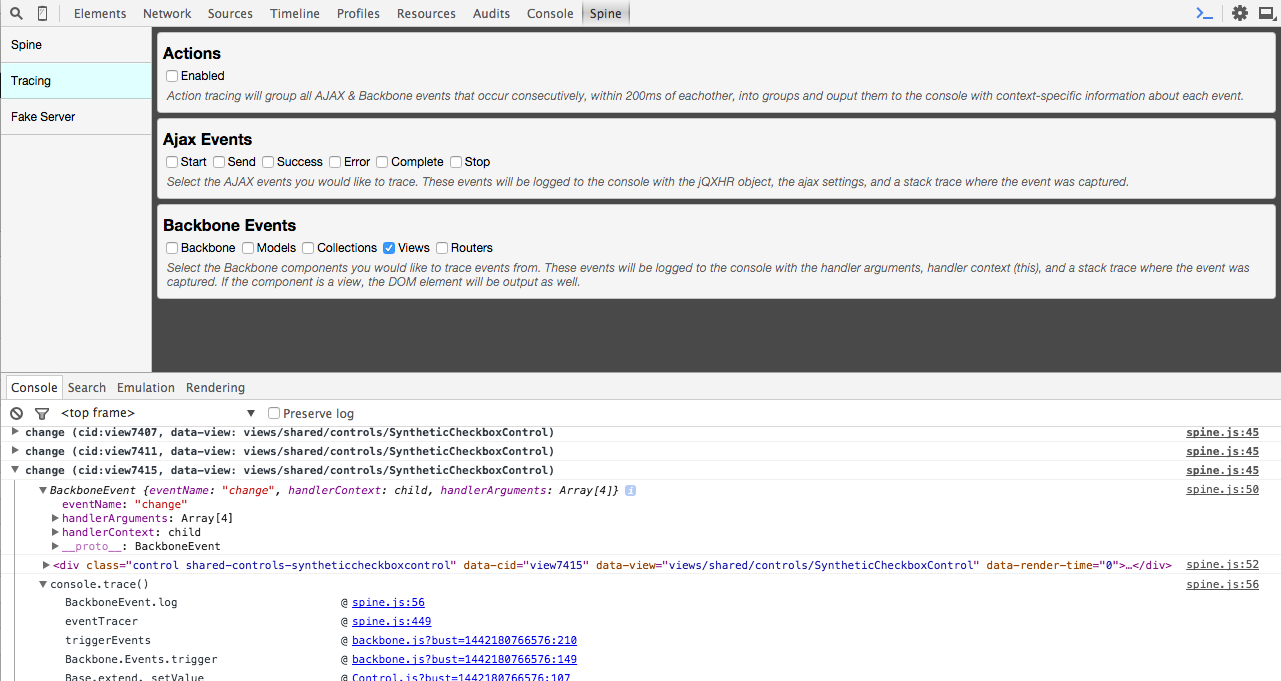 Elements Network Sources Timeline Profiles Resources Audits Console Spine
Spine
Tracing
Fake Server
Actions
Enabled
Action tracing will group all AJAX & Backbone events that occur consecutively, within 200ms of eachother, into groups and ouput them to the console with context-specific information about each event.
Ajax Events
Start Send Success Error Complete Stop
Select the AJAX events you would like to trace. These events will be logged to the console with the jQXHR object, the ajax settings, and a stack trace where the event was captured.
Backbone Events
Backbone Models Collections Views Routers
Select the Backbone components you would like to trace events from. These events will be logged to the console with the handler arguments, handler context (this), and a stack trace where the event was
captured. If the component is a view, the DOM element will be output as well.
Console Search Emulation Rendering
<top frame> Preserve log
change (cid:view7407, data-view: views/shared/controls/SyntheticCheckboxControl) spine.js:45
change (cid:view7411, data-view: views/shared/controls/SyntheticCheckboxControl) spine.js:45
change (cid:view7415, data-view: views/shared/controls/SyntheticCheckboxControl) spine.js:45
BackboneEvent {eventName: "change", handlerContext: child, handlerArguments: Array[4]} spine.js:50
eventName: "change"
handlerArguments: Array[4]
handlerContext: child
__proto__: BackboneEvent
<div class="control shared-controls-syntheticcheckboxcontrol" data-cid="view7415" data-view="views/shared/controls/SyntheticCheckboxControl" data-render-time="0">…</div> spine.js:52
console.trace() spine.js:56
BackboneEvent.log @ spine.js:56
eventTracer @ spine.js:449
triggerEvents @ backbone.js?bust=1442180766576:210
Backbone.Events.trigger @ backbone.js?bust=1442180766576:149
Base.extend._setValue @ Control.js?bust=1442180766576:107